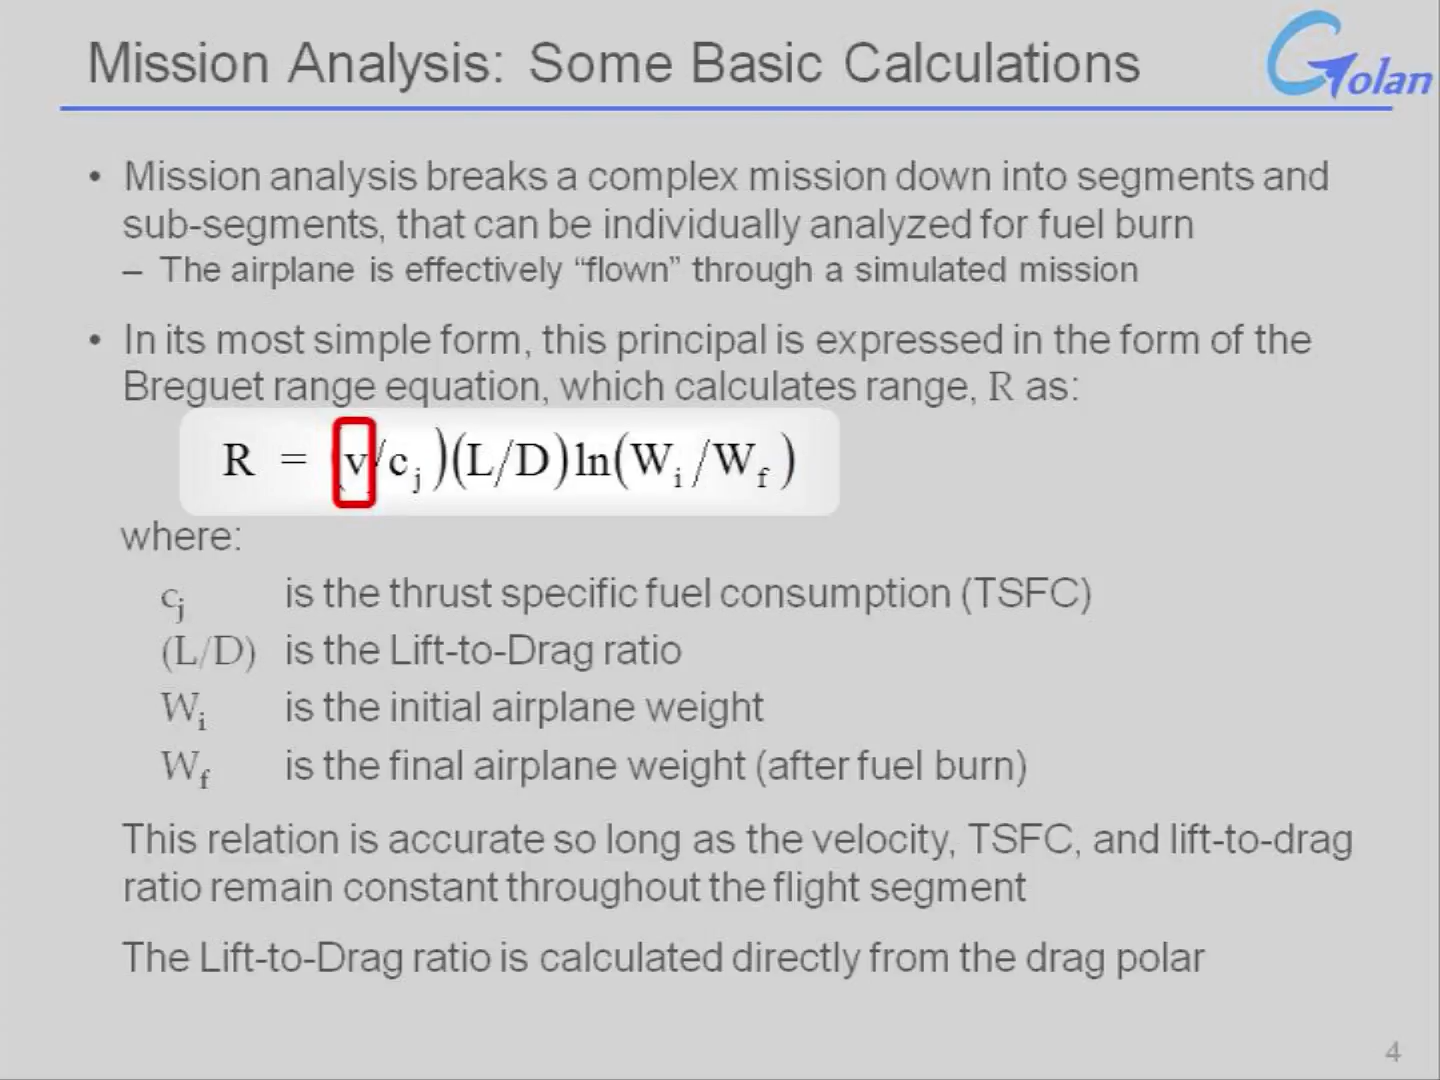 Mission Analysis: Some Basic Calculations
Golan
• Mission analysis breaks a complex mission down into segments and
sub-segments, that can be individually analyzed for fuel burn
– The airplane is effectively “flown” through a simulated mission
• In its most simple form, this principal is expressed in the form of the
Breguet range equation, which calculates range, R as:
R = (v/c_j)(L/D)ln(W_i/W_f)
where:
c_j is the thrust specific fuel consumption (TSFC)
(L/D) is the Lift-to-Drag ratio
W_i is the initial airplane weight
W_f is the final airplane weight (after fuel burn)
This relation is accurate so long as the velocity, TSFC, and lift-to-drag
ratio remain constant throughout the flight segment
The Lift-to-Drag ratio is calculated directly from the drag polar
4